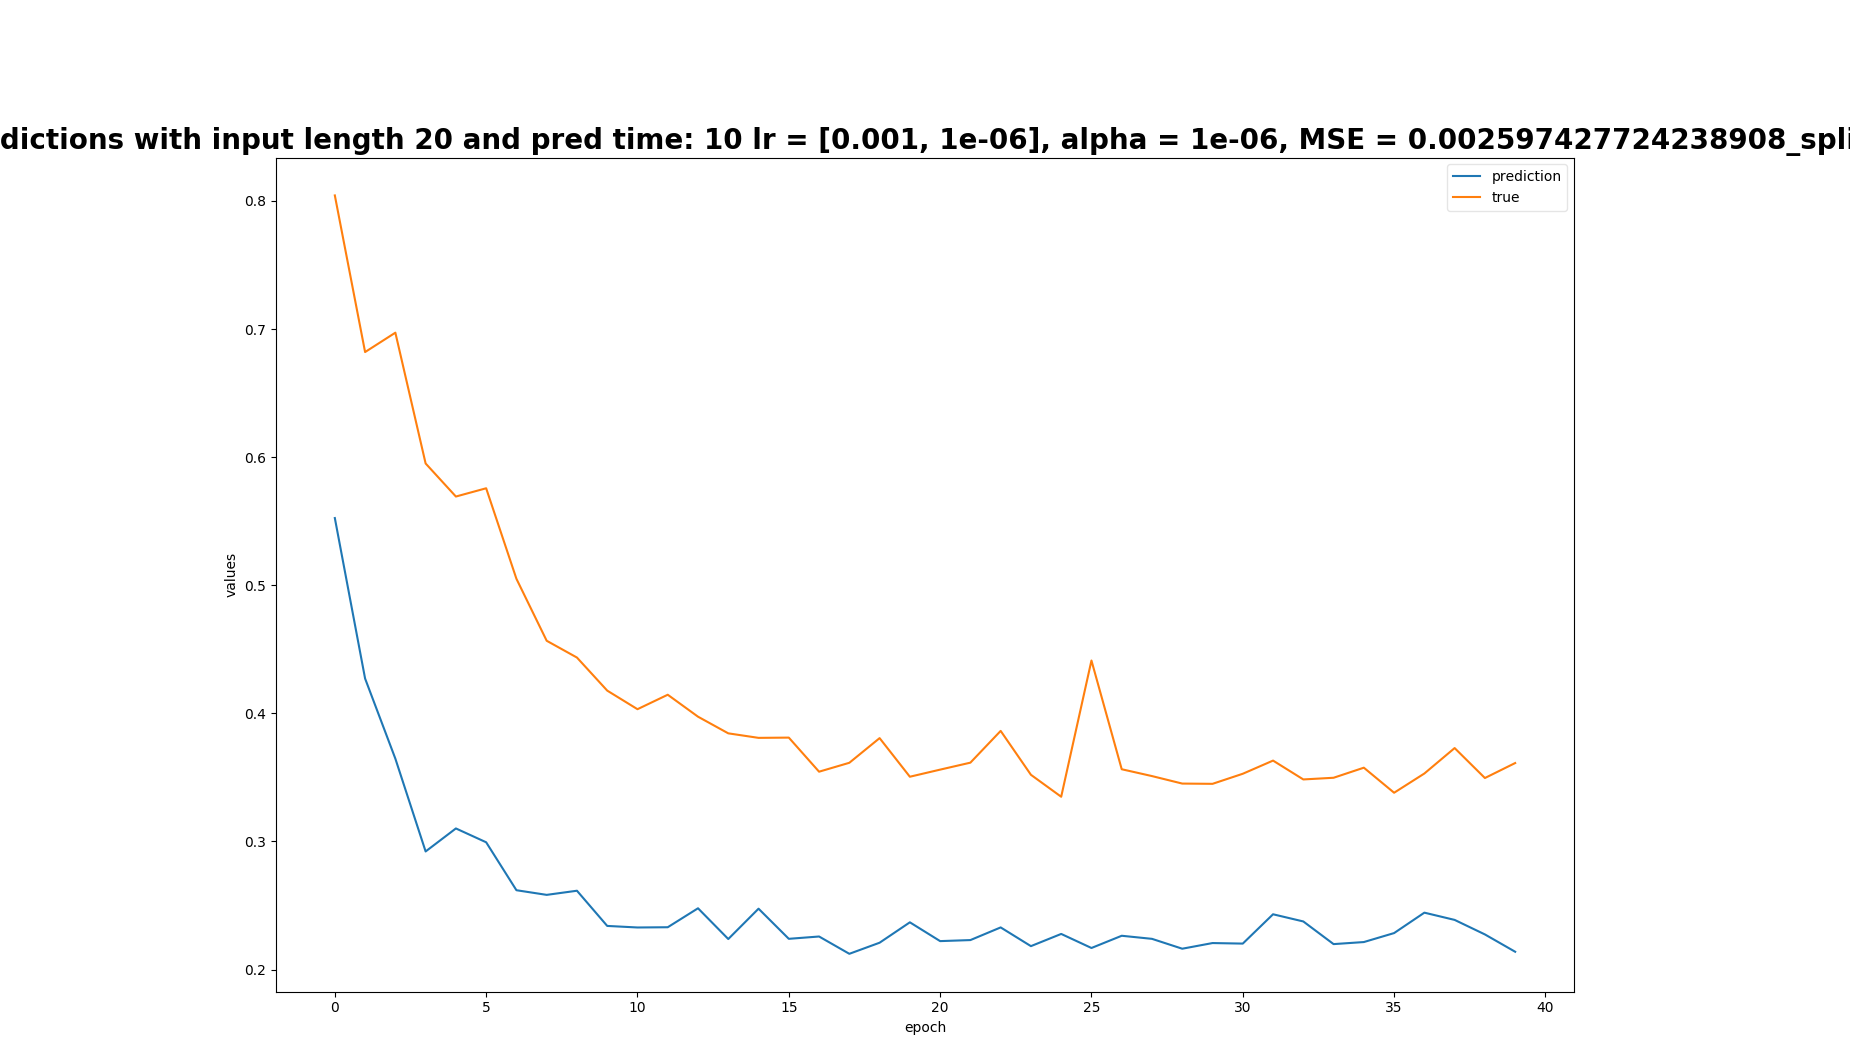 dictions with input length 20 and pred time: 10 lr = [0.001, 1e-06], alpha = 1e-06, MSE = 0.002597427724238908_spli
prediction
true
0.8
0.7
0.6
0.5
0.4
0.3
0.2
values
0 5 10 15 20 25 30 35 40
epoch